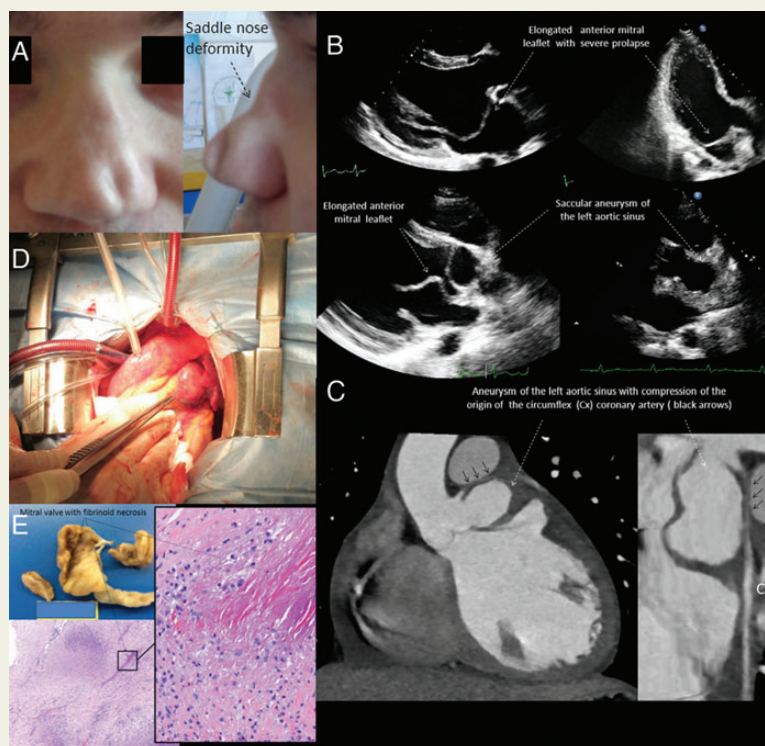 A
Saddle nose
deformity
B
Elongated anterior mitral
leaflet with severe prolapse
Elongated anterior
mitral leaflet
Saccular aneurysm of
the left aortic sinus
D
C
Aneurysm of the left aortic sinus with compression of the
origin of the circumflex (Cx) coronary artery ( black arrows)
C
E
Mitral valve with fibrinoid necrosis